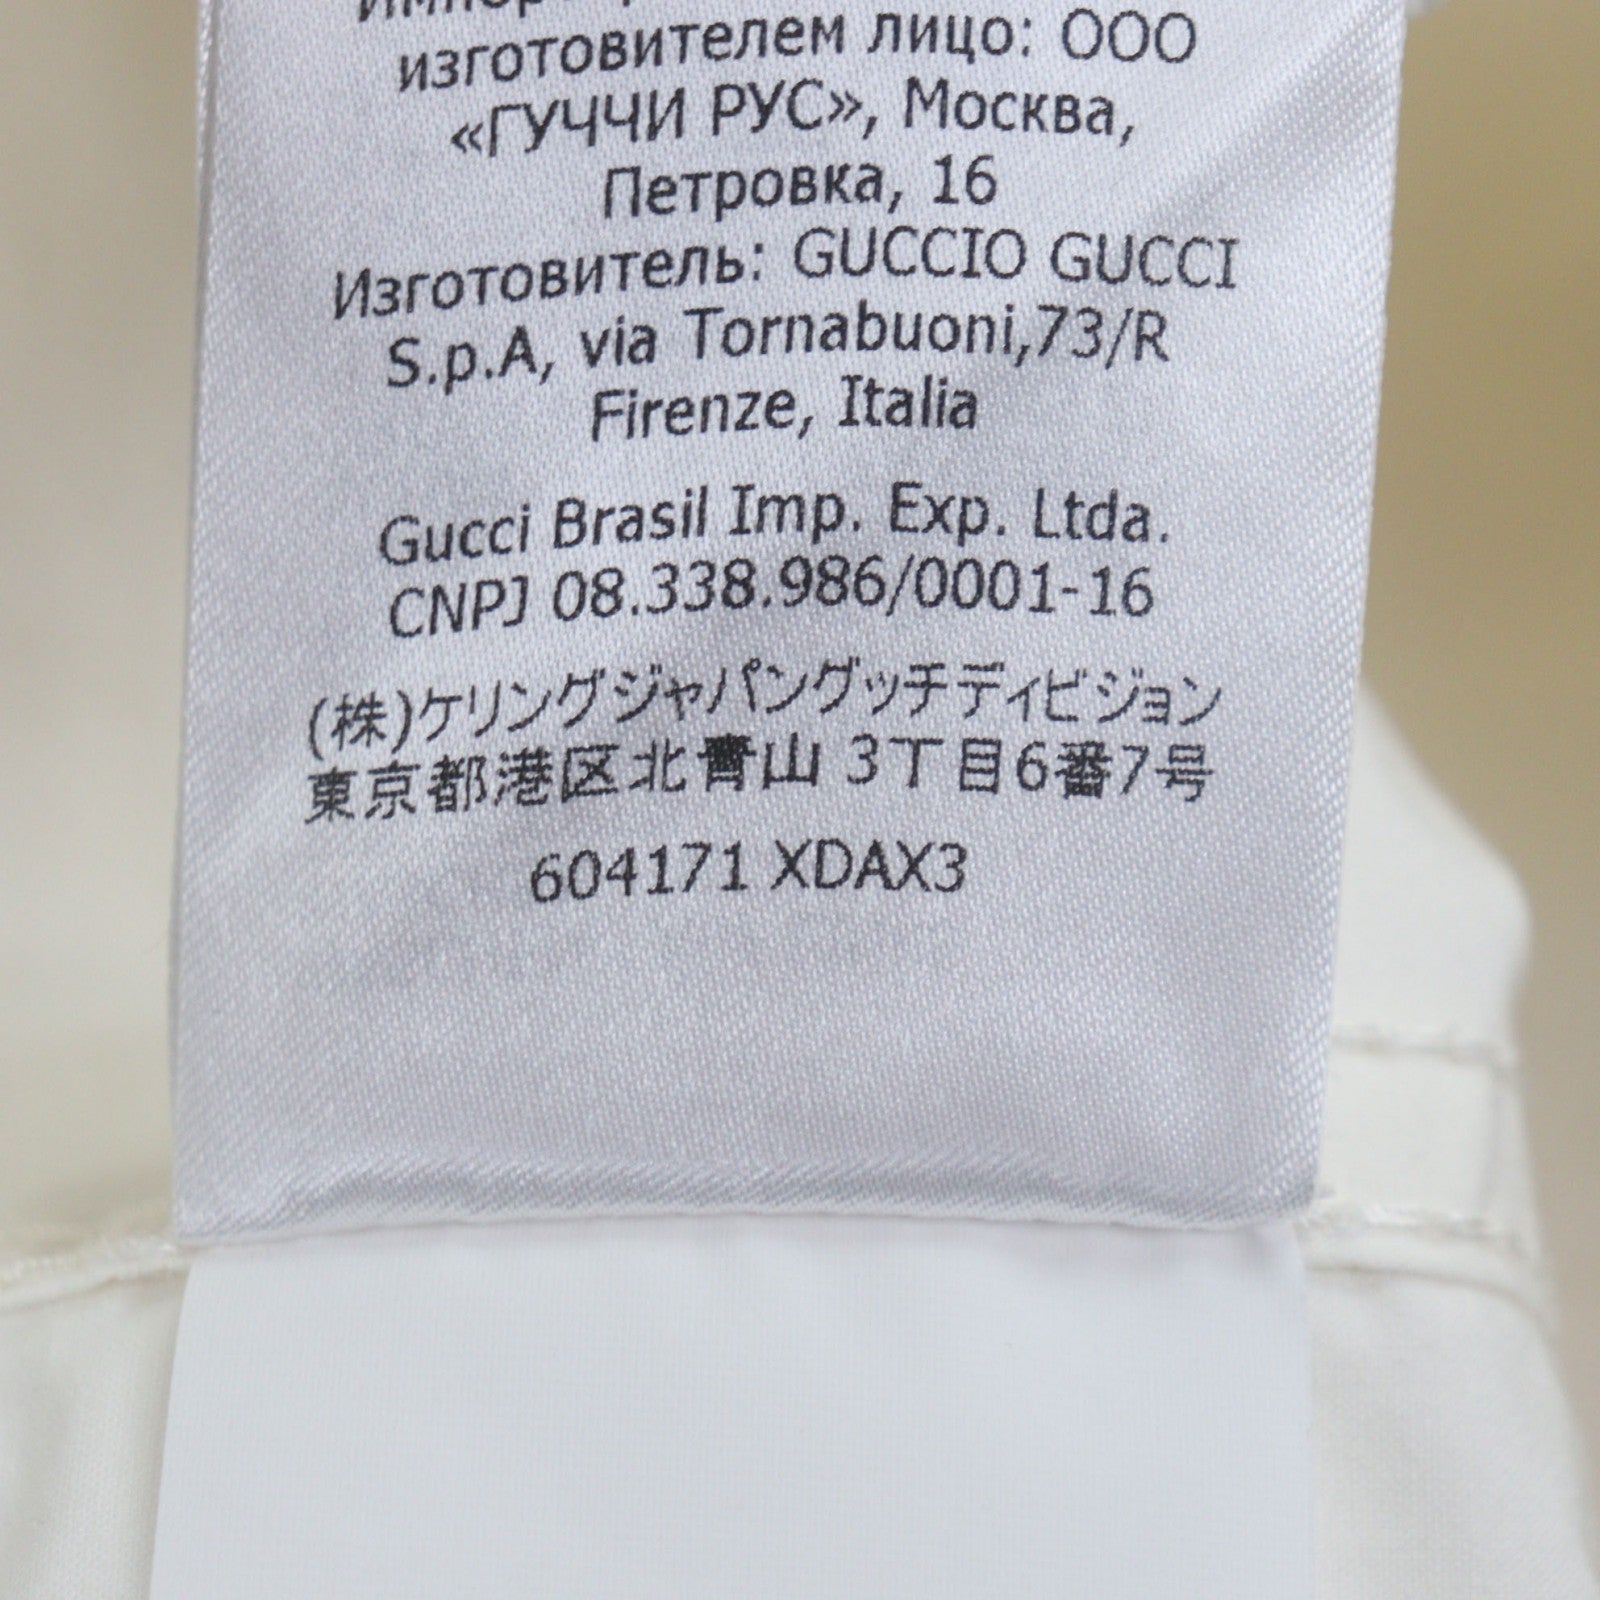 изготовителем лицо: ООО
«ГУЧЧИ РУС», Москва,
Петровка, 16
Изготовитель: GUCCIO GUCCI
S.p.A, via Tornabuoni,73/R
Firenze, Italia
Gucci Brasil Imp. Exp. Ltda.
CNPJ 08.338.986/0001-16
(株)ケリングジャパングッチディビジョン
東京都港区北青山 3丁目6番7号
604171 XDAX3